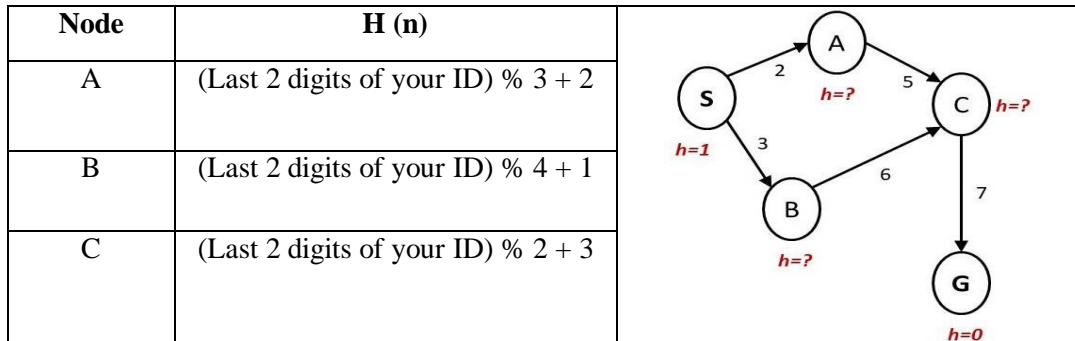 Node H (n)
A (Last 2 digits of your ID) % 3 + 2
B (Last 2 digits of your ID) % 4 + 1
C (Last 2 digits of your ID) % 2 + 3
A
2
5
h=?
S
C
h=?
h=1
3
6
7
B
h=?
G
h=0